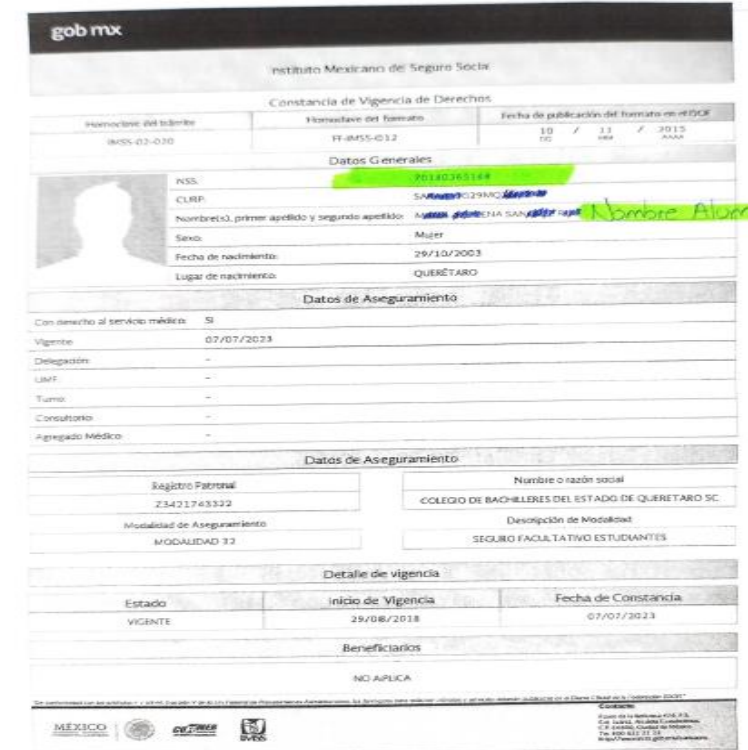 gob mx
Instituto Mexicano del Seguro Social
Constancia de Vigencia de Derechos
Homoclave del trámite
Homoclave del formato
Fecha de publicación del formato en el DOF
IMSS-02-020
FF-IMSS-012
10 / 11 / 2015
DD MM AAAA
Datos Generales
NSS:
CURP:
Nombre(s), primer apellido y segundo apellido:
Nombre Alum
Sexo: Mujer
Fecha de nacimiento: 29/10/2003
Lugar de nacimiento: QUERÉTARO
Datos de Aseguramiento
Con derecho al servicio médico: SI
Vigente 07/07/2023
Delegación: -
UMF: -
Turno: -
Consultorio: -
Agregado Médico: -
Datos de Aseguramiento
Registro Patronal
Nombre o razón social
Z3421743322
COLEGIO DE BACHILLERES DEL ESTADO DE QUERETARO SC
Modalidad de Aseguramiento
Descripción de Modalidad
MODALIDAD 32
SEGURO FACULTATIVO ESTUDIANTES
Detalle de vigencia
Estado
Inicio de Vigencia
Fecha de Constancia
VIGENTE
29/08/2018
07/07/2023
Beneficiarios
NO APLICA
Contacto:
MÉXICO
IMSS